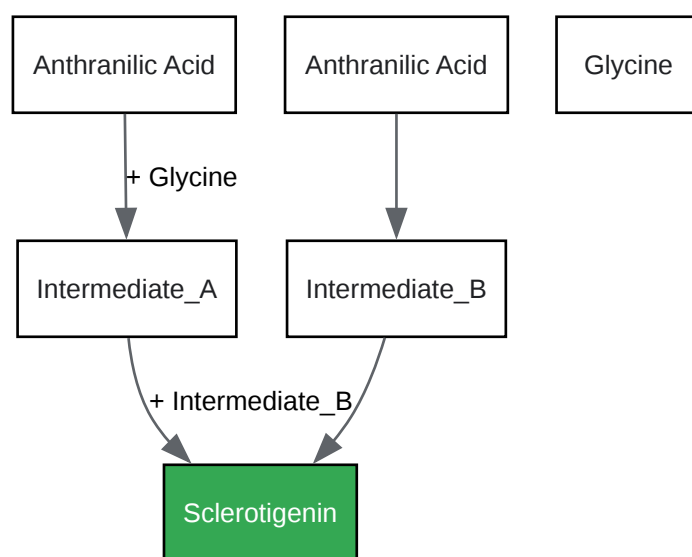 Anthranilic Acid
Anthranilic Acid
Glycine
+ Glycine
Intermediate_A
Intermediate_B
+ Intermediate_B
Sclerotigenin